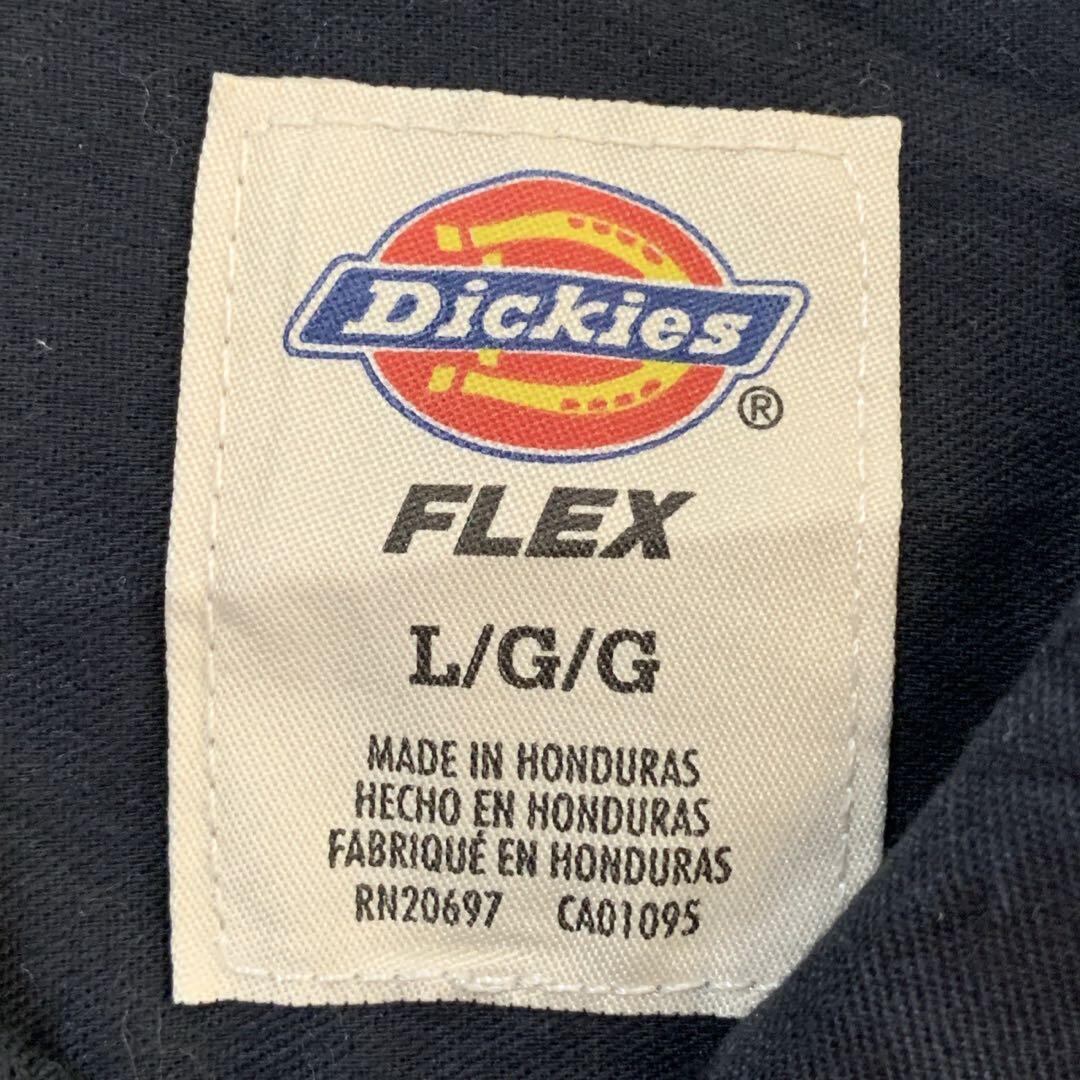 Dickies
®
FLEX
L/G/G
MADE IN HONDURAS
HECHO EN HONDURAS
FABRIQUÉ EN HONDURAS
RN20697 CA01095